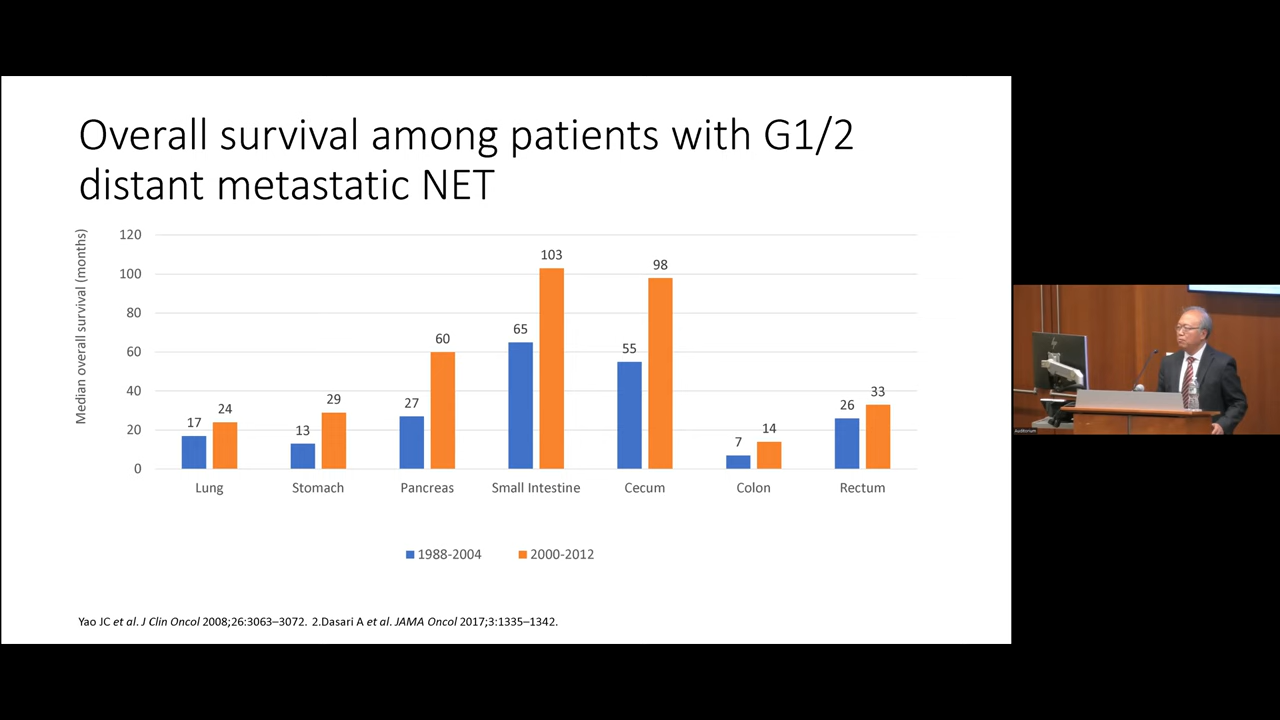 Overall survival among patients with G1/2
distant metastatic NET
Median overall survival (months)
120
100
80
60
40
20
0
17
24
13
29
27
60
65
103
55
98
7
14
26
33
Lung
Stomach
Pancreas
Small Intestine
Cecum
Colon
Rectum
1988-2004
2000-2012
Yao JC et al. J Clin Oncol 2008;26:3063–3072. 2.Dasari A et al. JAMA Oncol 2017;3:1335–1342.
Auditorium